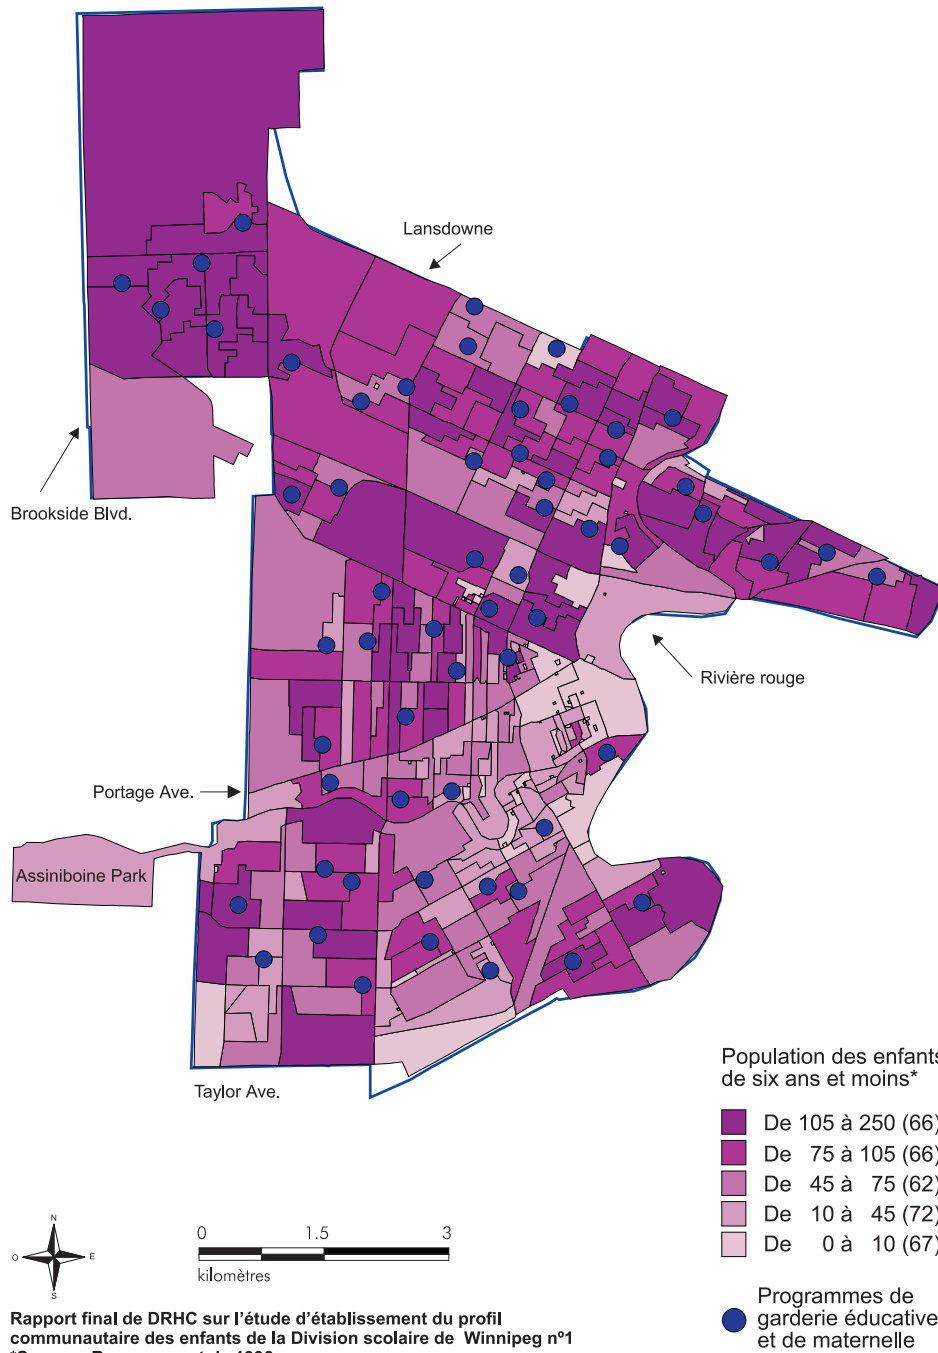 Lansdowne
Brookside Blvd.
Rivière rouge
Portage Ave.
Assiniboine Park
Taylor Ave.
Population des enfants
de six ans et moins*
De 105 à 250 (66)
De 75 à 105 (66)
De 45 à 75 (62)
De 10 à 45 (72)
De 0 à 10 (67)
Programmes de
garderie éducative
et de maternelle
N
O E
S
0 1.5 3
kilomètres
Rapport final de DRHC sur l'étude d'établissement du profil
communautaire des enfants de la Division scolaire de Winnipeg nº1